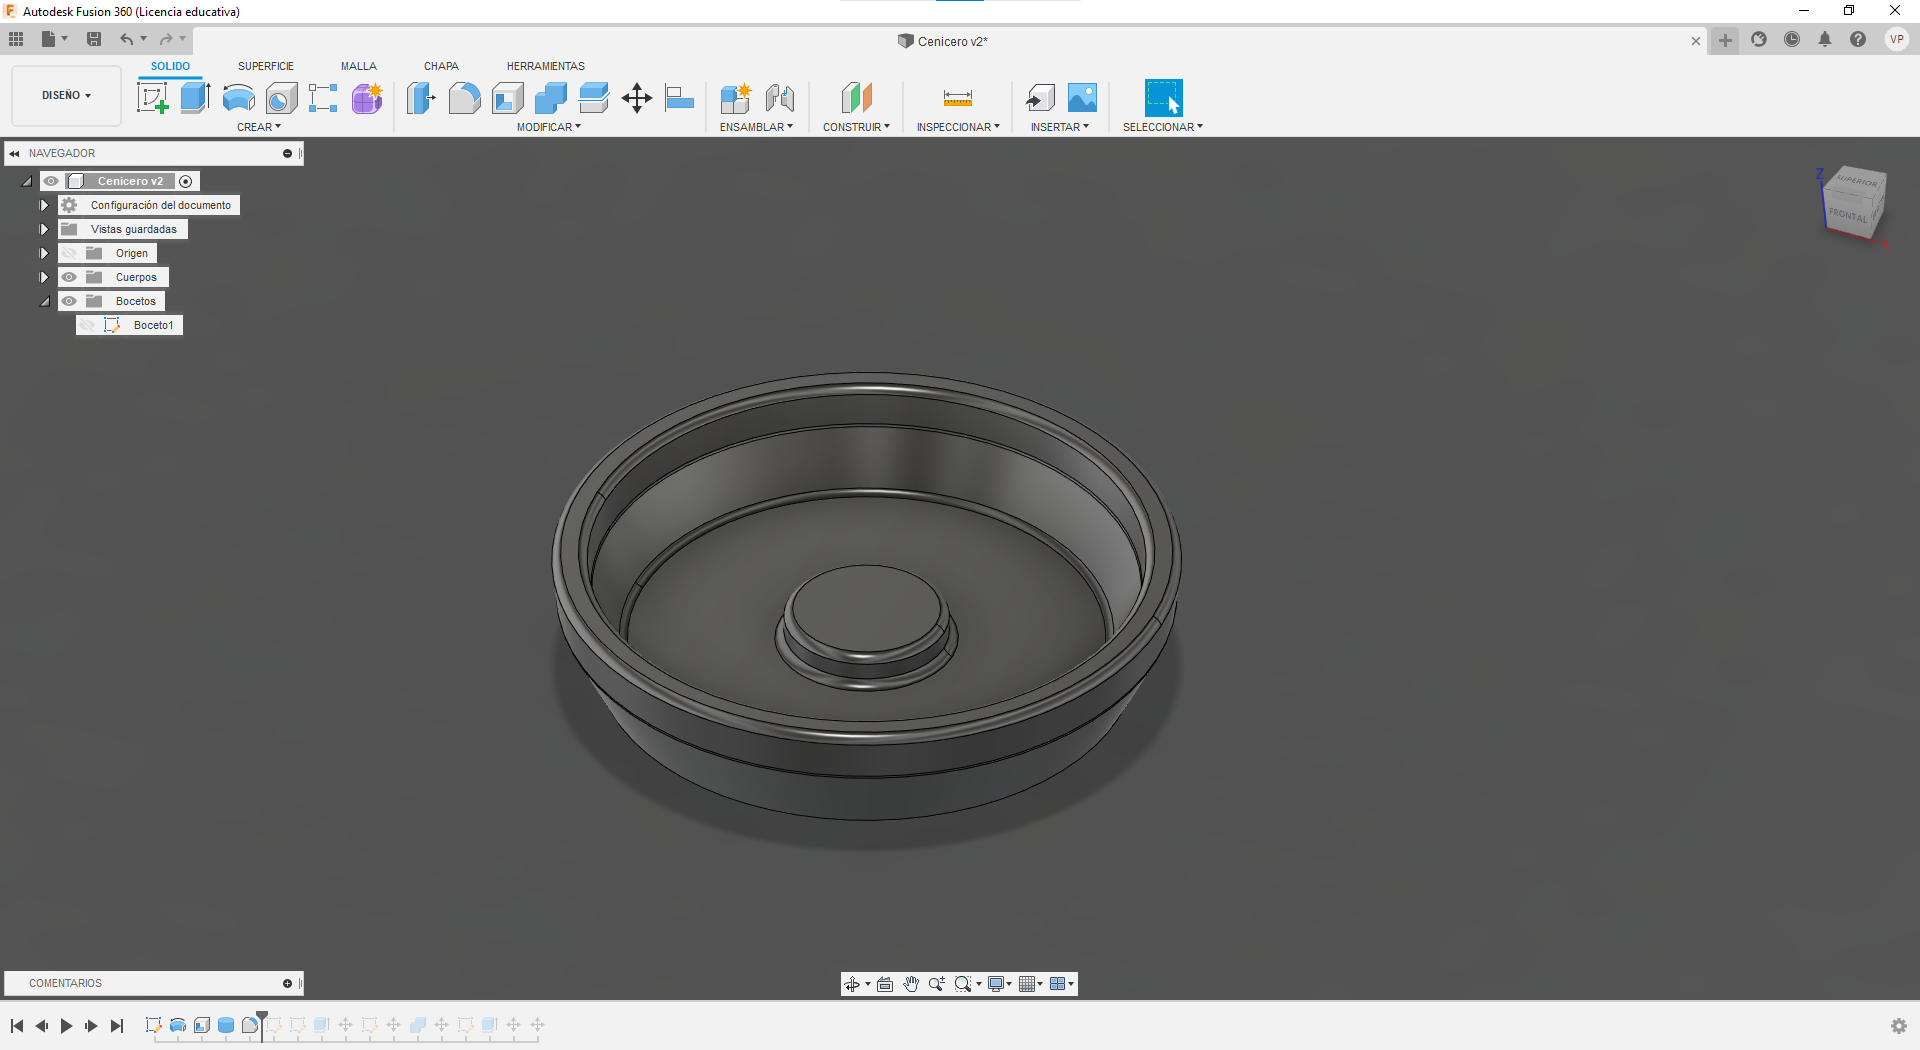 Autodesk Fusion 360 (Licencia educativa)
Cenicero v2*
VP
DISEÑO
SOLIDO SUPERFICIE MALLA CHAPA HERRAMIENTAS
CREAR MODIFICAR ENSAMBLAR CONSTRUIR INSPECCIONAR INSERTAR SELECCIONAR
NAVEGADOR
Cenicero v2
Configuración del documento
Vistas guardadas
Origen
Cuerpos
Bocetos
Boceto1
Z
SUPERIOR
FRONTAL
X
COMENTARIOS